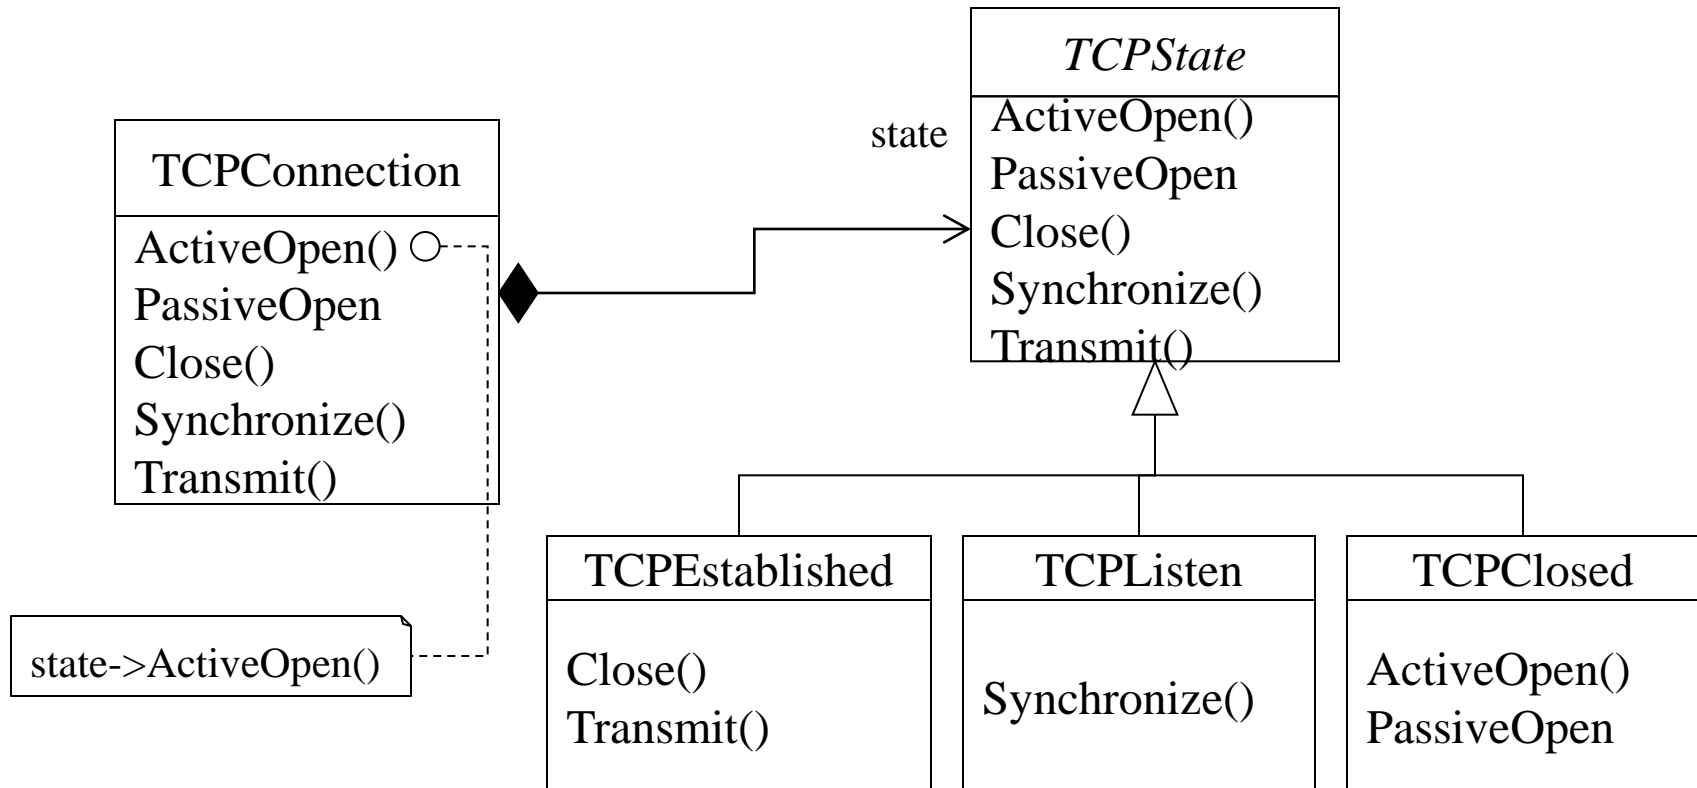 TCPState
ActiveOpen()
PassiveOpen
Close()
Synchronize()
Transmit()
state
TCPConnection
ActiveOpen()
PassiveOpen
Close()
Synchronize()
Transmit()
state->ActiveOpen()
TCPEstablished
Close()
Transmit()
TCPListen
Synchronize()
TCPClosed
ActiveOpen()
PassiveOpen